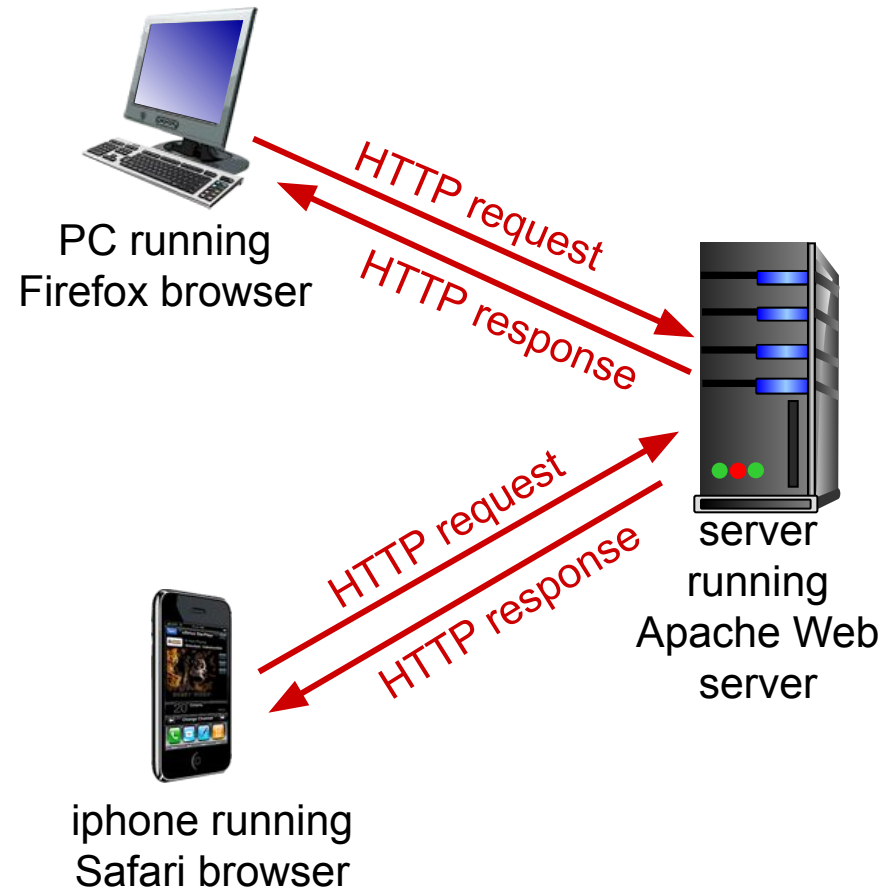 HTTP request
HTTP response
PC running
Firefox browser
HTTP request
HTTP response
server
running
Apache Web
server
iphone running
Safari browser